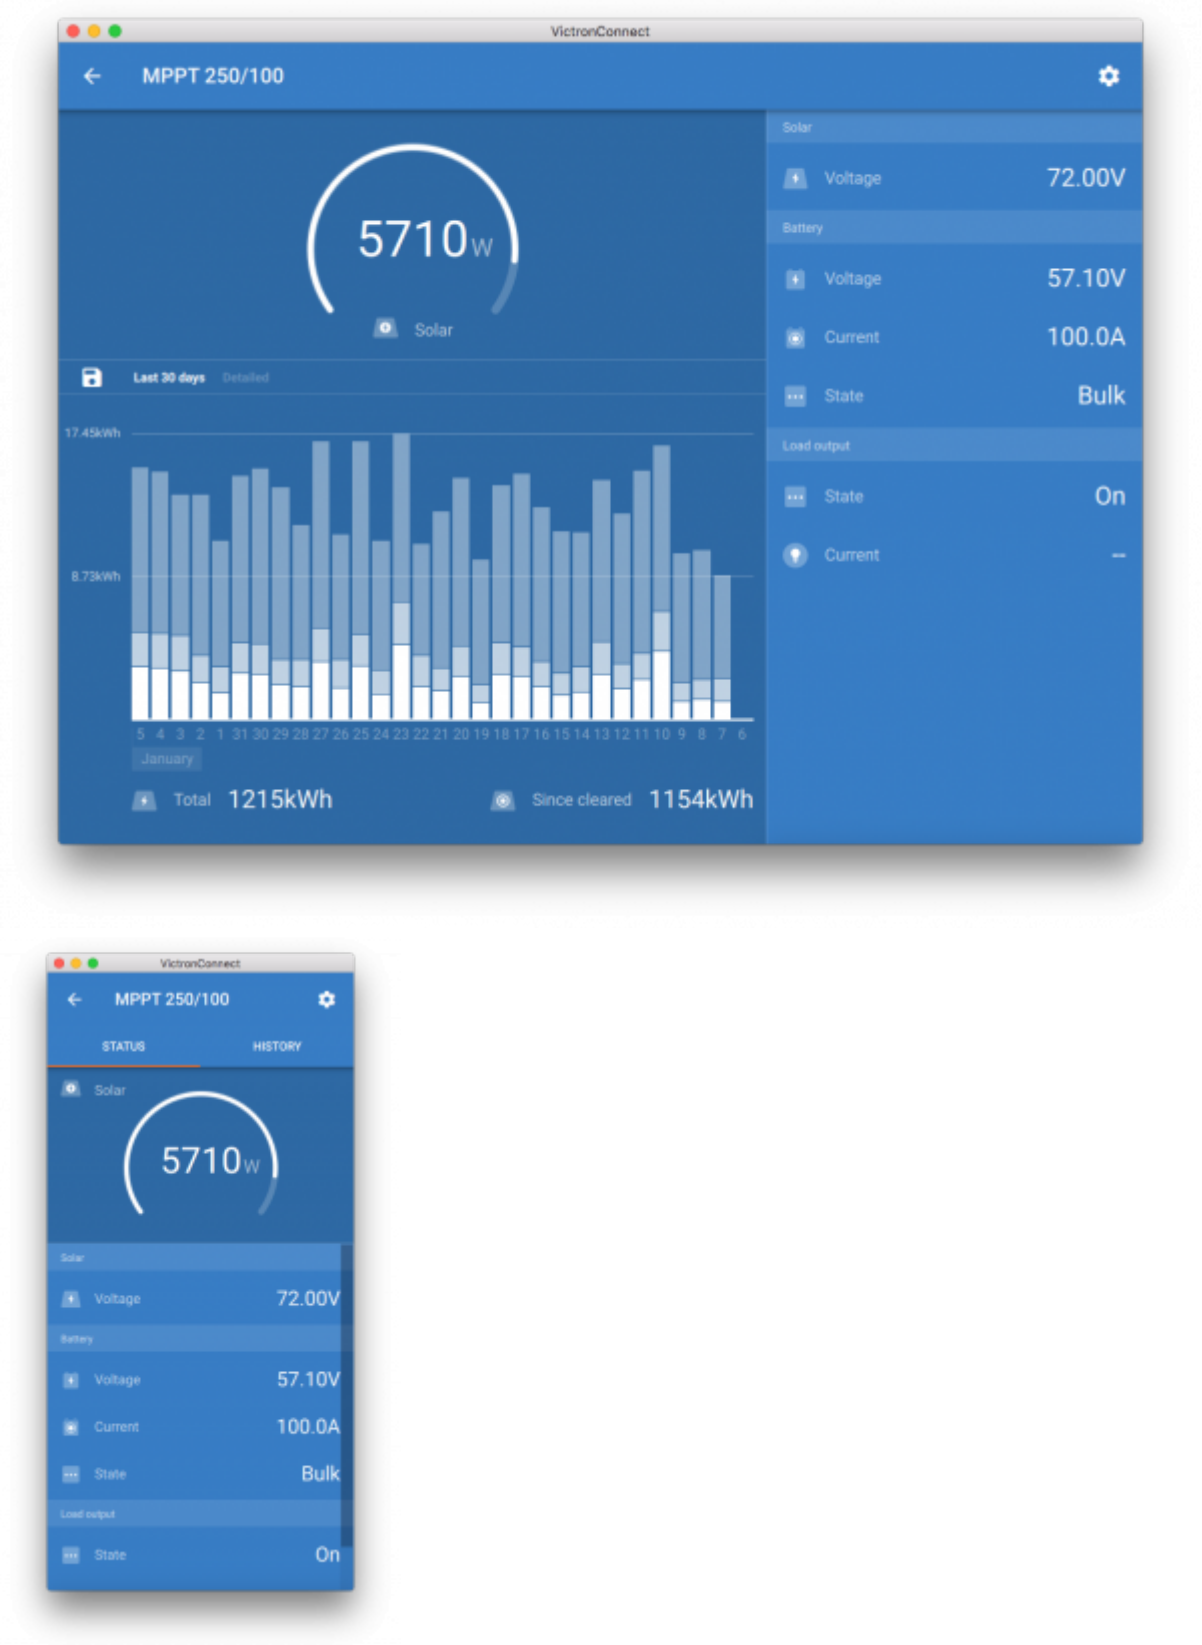 VictronConnect
MPPT 250/100
5710W
Solar
Last 30 days Detailed
17.45kWh
8.73kWh
5 4 3 2 1 31 30 29 28 27 26 25 24 23 22 21 20 19 18 17 16 15 14 13 12 11 10 9 8 7 6
January
Total 1215kWh Since cleared 1154kWh
Solar
Voltage 72.00V
Battery
Voltage 57.10V
Current 100.0A
State Bulk
Load output
State On
Current --
VictronConnect
MPPT 250/100
STATUS HISTORY
Solar
5710W
Solar
Voltage 72.00V
Battery
Voltage 57.10V
Current 100.0A
State Bulk
Load output
State On